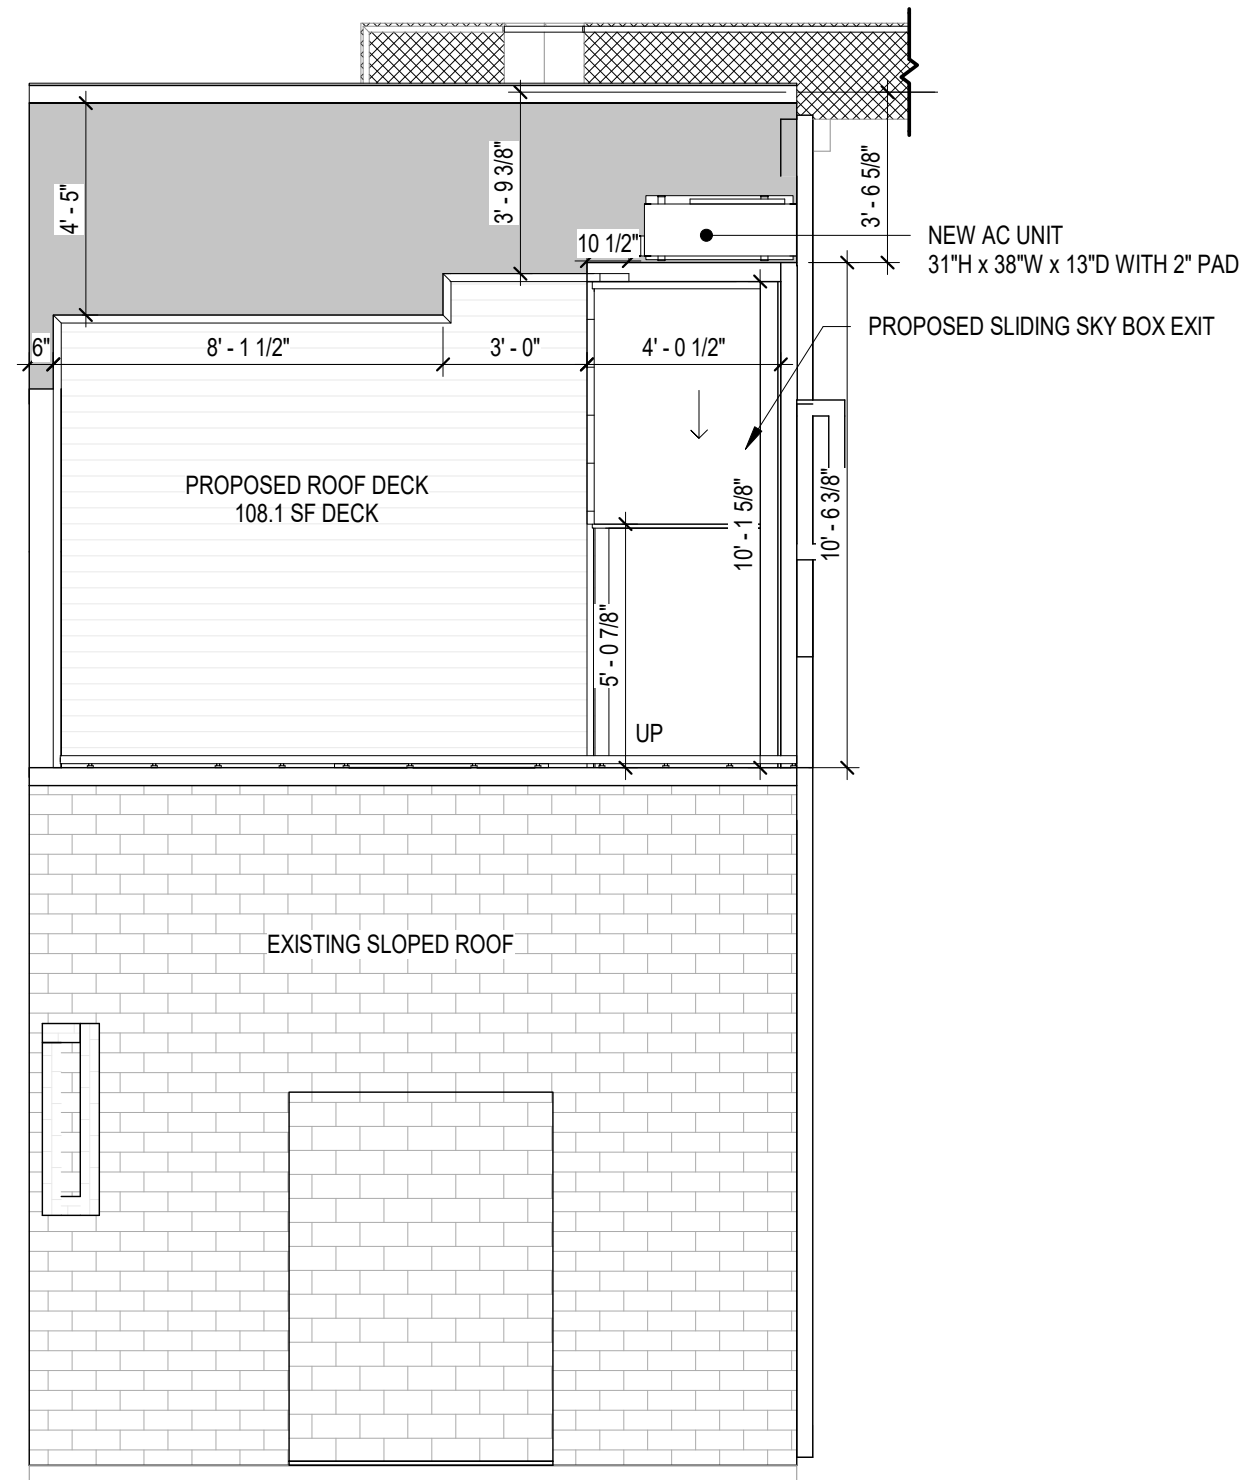 4' - 5"
3' - 9 3/8"
3' - 6 5/8"
10 1/2"
NEW AC UNIT
31"H x 38"W x 13"D WITH 2" PAD
PROPOSED SLIDING SKY BOX EXIT
6"
8' - 1 1/2"
3' - 0"
4' - 0 1/2"
PROPOSED ROOF DECK
108.1 SF DECK
10' - 1 5/8"
10' - 6 3/8"
5' - 0 7/8"
UP
EXISTING SLOPED ROOF